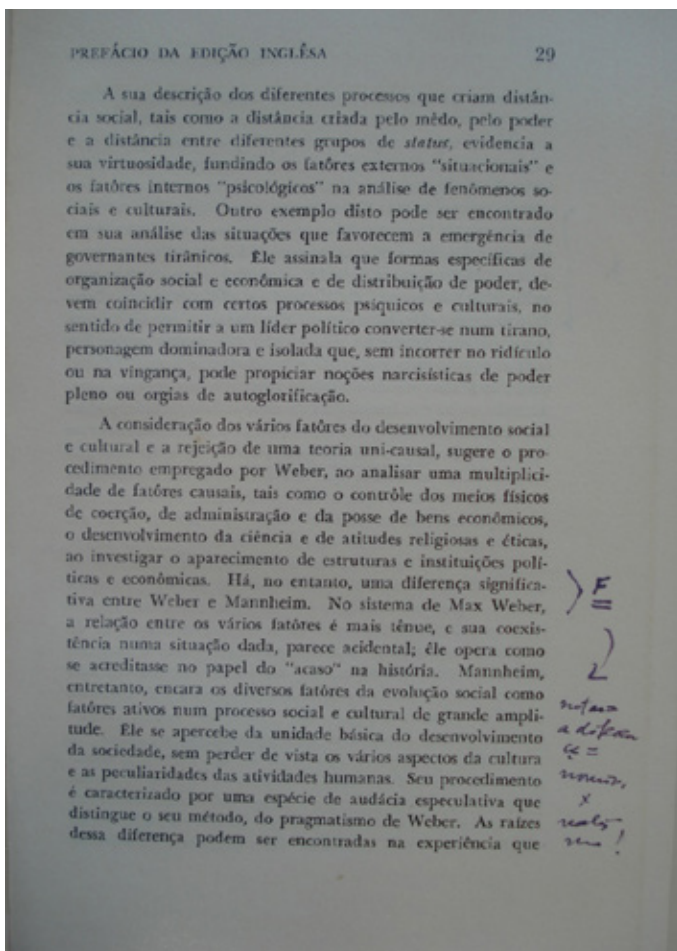 PREFÁCIO DA EDIÇÃO INGLÊSA 29
A sua descrição dos diferentes processos que criam distân-
cia social, tais como a distância criada pelo mêdo, pelo poder
e a distância entre diferentes grupos de status, evidencia a
sua virtuosidade, fundindo os fatôres externos "situacionais" e
os fatôres internos "psicológicos" na análise de fenômenos so-
ciais e culturais. Outro exemplo disto pode ser encontrado
em sua análise das situações que favorecem a emergência de
governantes tirânicos. Êle assinala que formas específicas de
organização social e econômica e de distribuição de poder, de-
vem coincidir com certos processos psíquicos e culturais, no
sentido de permitir a um líder político converter-se num tirano,
personagem dominadora e isolada que, sem incorrer no ridículo
ou na vingança, pode propiciar noções narcisísticas de poder
pleno ou orgias de autoglorificação.
A consideração dos vários fatôres do desenvolvimento social
e cultural e a rejeição de uma teoria uni-causal, sugere o pro-
cedimento empregado por Weber, ao analisar uma multiplici-
dade de fatôres causais, tais como o contrôle dos meios físicos
de coerção, de administração e da posse de bens econômicos,
o desenvolvimento da ciência e de atitudes religiosas e éticas,
ao investigar o aparecimento de estruturas e instituições polí-
ticas e econômicas. Há, no entanto, uma diferença significa-
tiva entre Weber e Mannheim. No sistema de Max Weber,
a relação entre os vários fatôres é mais tênue, e sua coexis-
tência numa situação dada, parece acidental; êle opera como
se acreditasse no papel do "acaso" na história. Mannheim,
entretanto, encara os diversos fatôres da evolução social como
fatôres ativos num processo social e cultural de grande ampli-
tude. Êle se apercebe da unidade básica do desenvolvimento
da sociedade, sem perder de vista os vários aspectos da cultura
e as peculiaridades das atividades humanas. Seu procedimento
é caracterizado por uma espécie de audácia especulativa que
distingue o seu método, do pragmatismo de Weber. As raízes
dessa diferença podem ser encontradas na experiência que
F